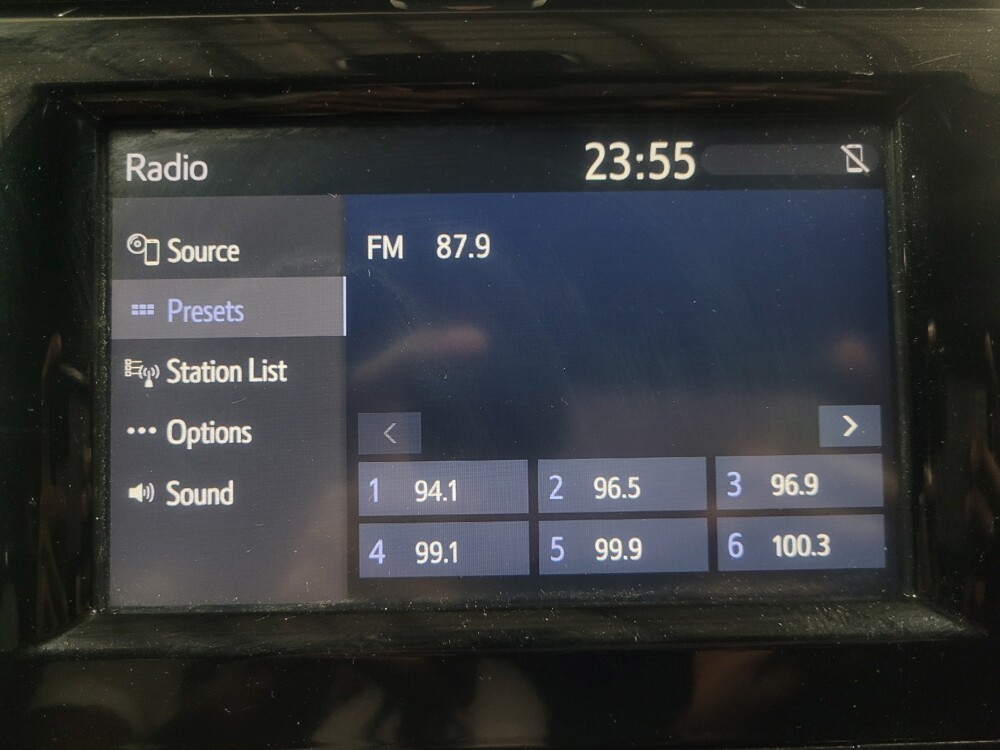 Radio 23:55
Source
Presets
Station List
Options
Sound
FM 87.9
< >
1 94.1 2 96.5 3 96.9
4 99.1 5 99.9 6 100.3